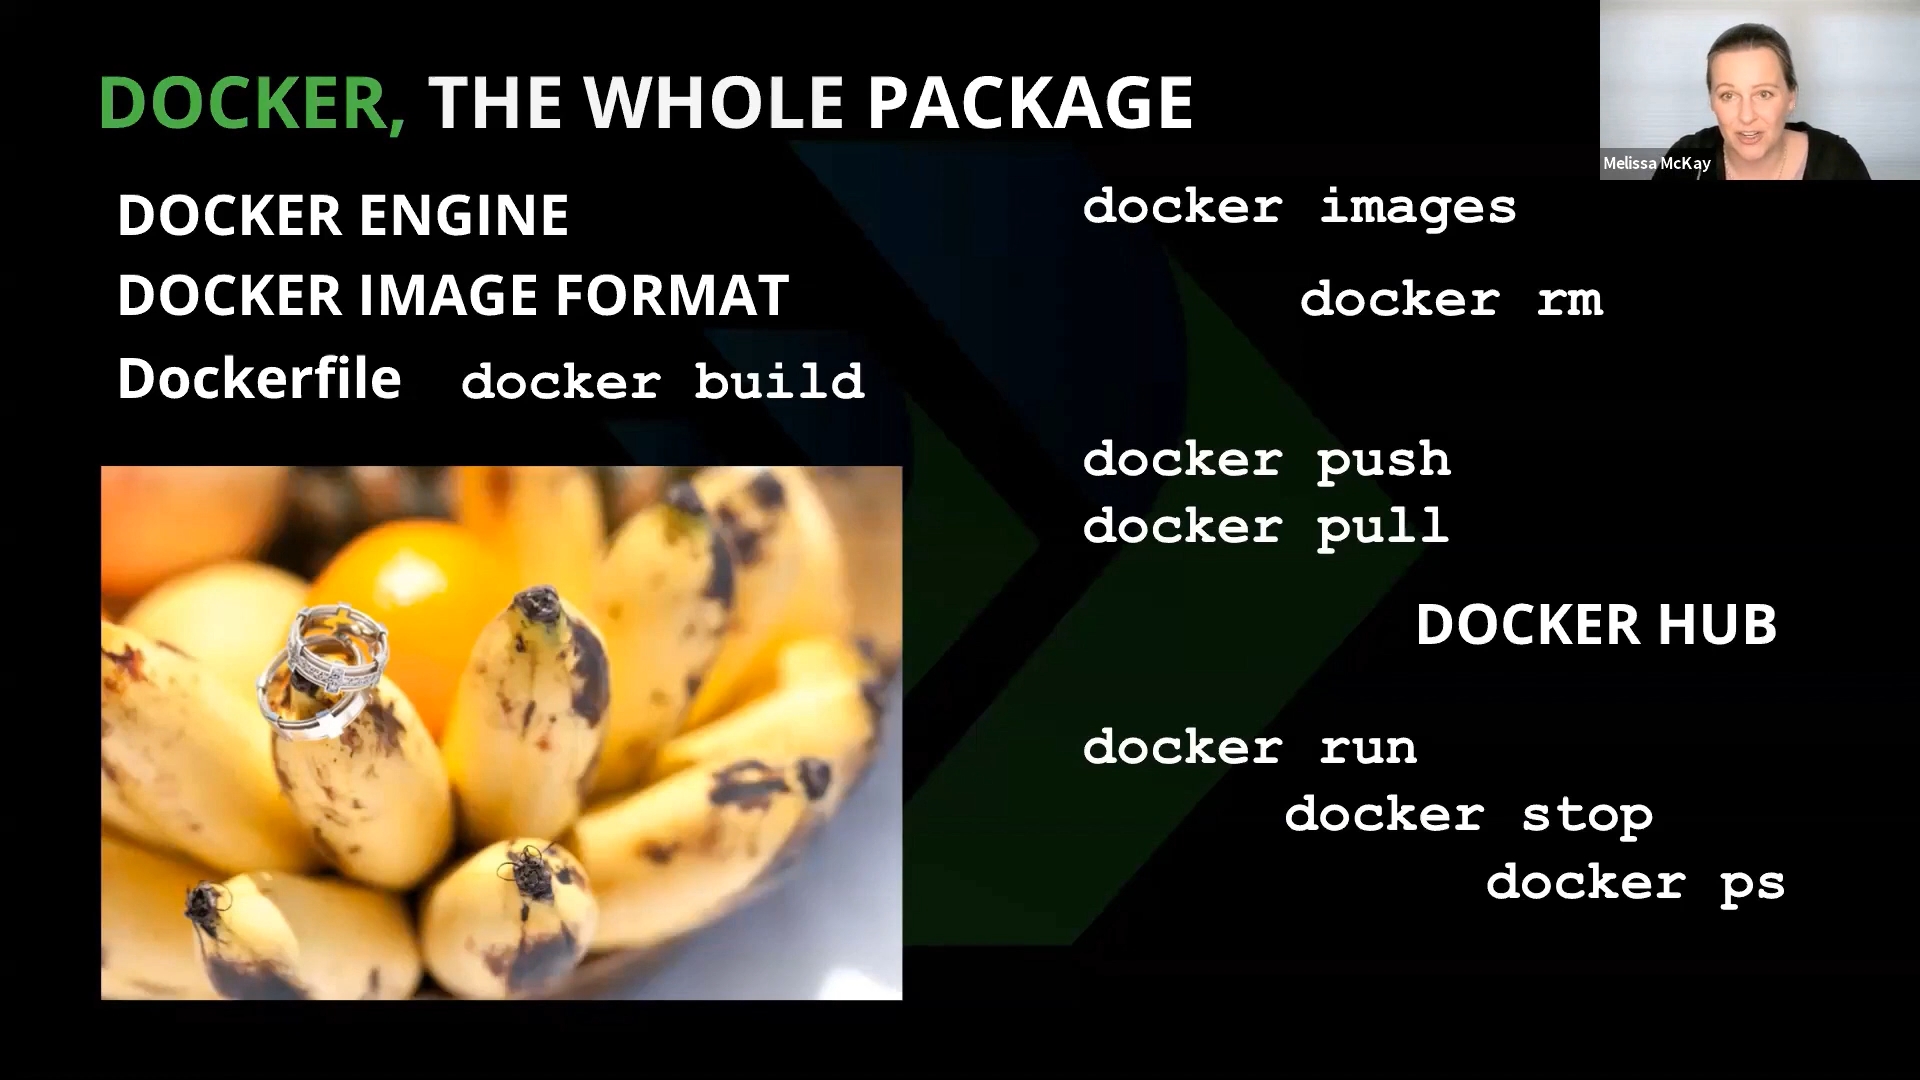 DOCKER, THE WHOLE PACKAGE
Melissa McKay
DOCKER ENGINE
DOCKER IMAGE FORMAT
Dockerfile docker build
docker images
docker rm
docker push
docker pull
DOCKER HUB
docker run
docker stop
docker ps